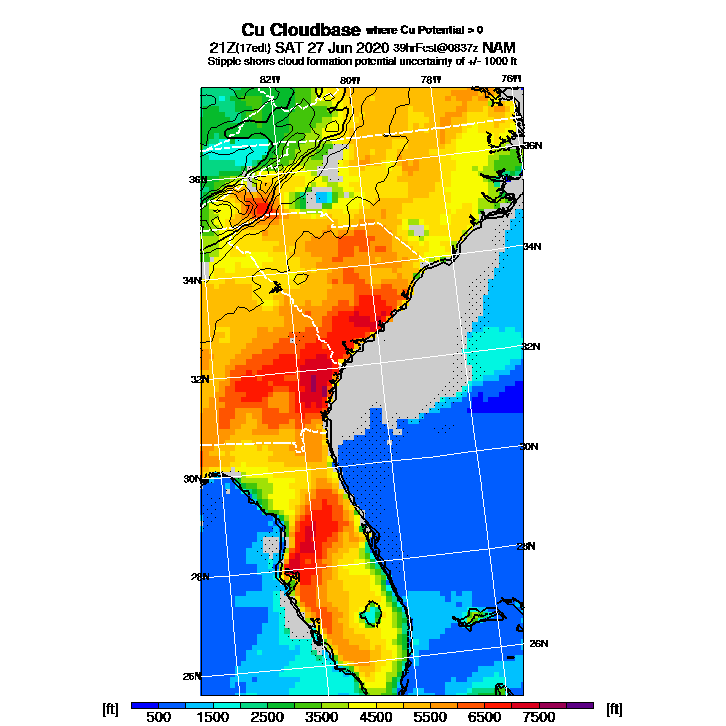 Cu Cloudbase where Cu Potential > 0
21Z(17edt) SAT 27 Jun 2020 39hrFcst@0837z NAM
Stipple shows cloud formation potential uncertainty of +/- 1000 ft
82W 80W 78W 76W
36N
36N
34N
34N
32N
32N
30N
30N
28N
28N
26N
26N
[ft] 500 1500 2500 3500 4500 5500 6500 7500 [ft]